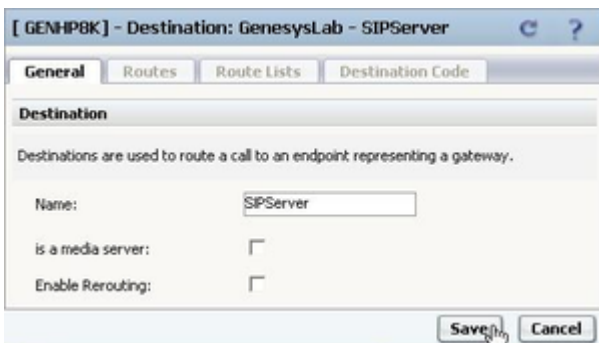 [ GENHP8K] - Destination: GenesysLab - SIPServer
General Routes Route Lists Destination Code
Destination
Destinations are used to route a call to an endpoint representing a gateway.
Name: SIPServer
is a media server:
Enable Rerouting:
Save Cancel